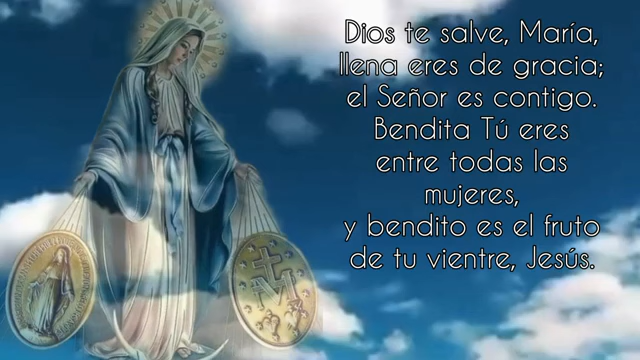 Dios te salve, María,
llena eres de gracia;
el Señor es contigo.
Bendita Tú eres
entre todas las
mujeres,
y bendito es el fruto
de tu vientre, Jesús.